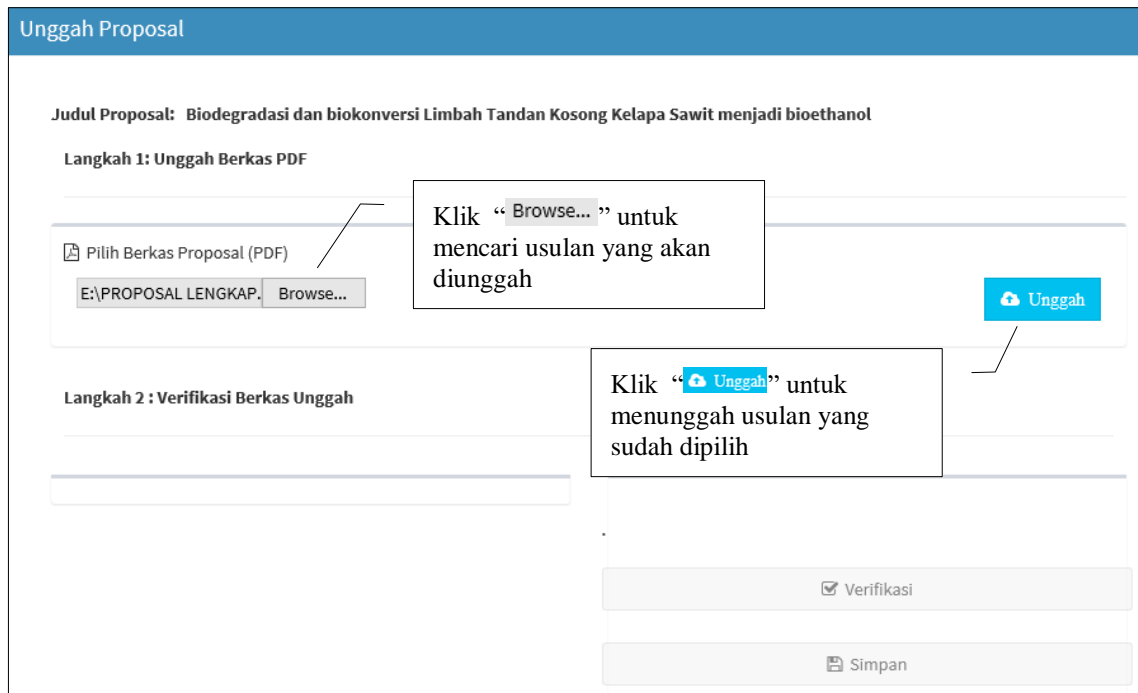 Unggah Proposal
Judul Proposal: Biodegradasi dan biokonversi Limbah Tandan Kosong Kelapa Sawit menjadi bioethanol
Langkah 1: Unggah Berkas PDF
Klik “ Browse... ” untuk
mencari usulan yang akan
diunggah
Pilih Berkas Proposal (PDF)
E:\PROPOSAL LENGKAP. Browse...
Unggah
Klik “ Unggah” untuk
menunggah usulan yang
sudah dipilih
Langkah 2 : Verifikasi Berkas Unggah
.
Verifikasi
Simpan